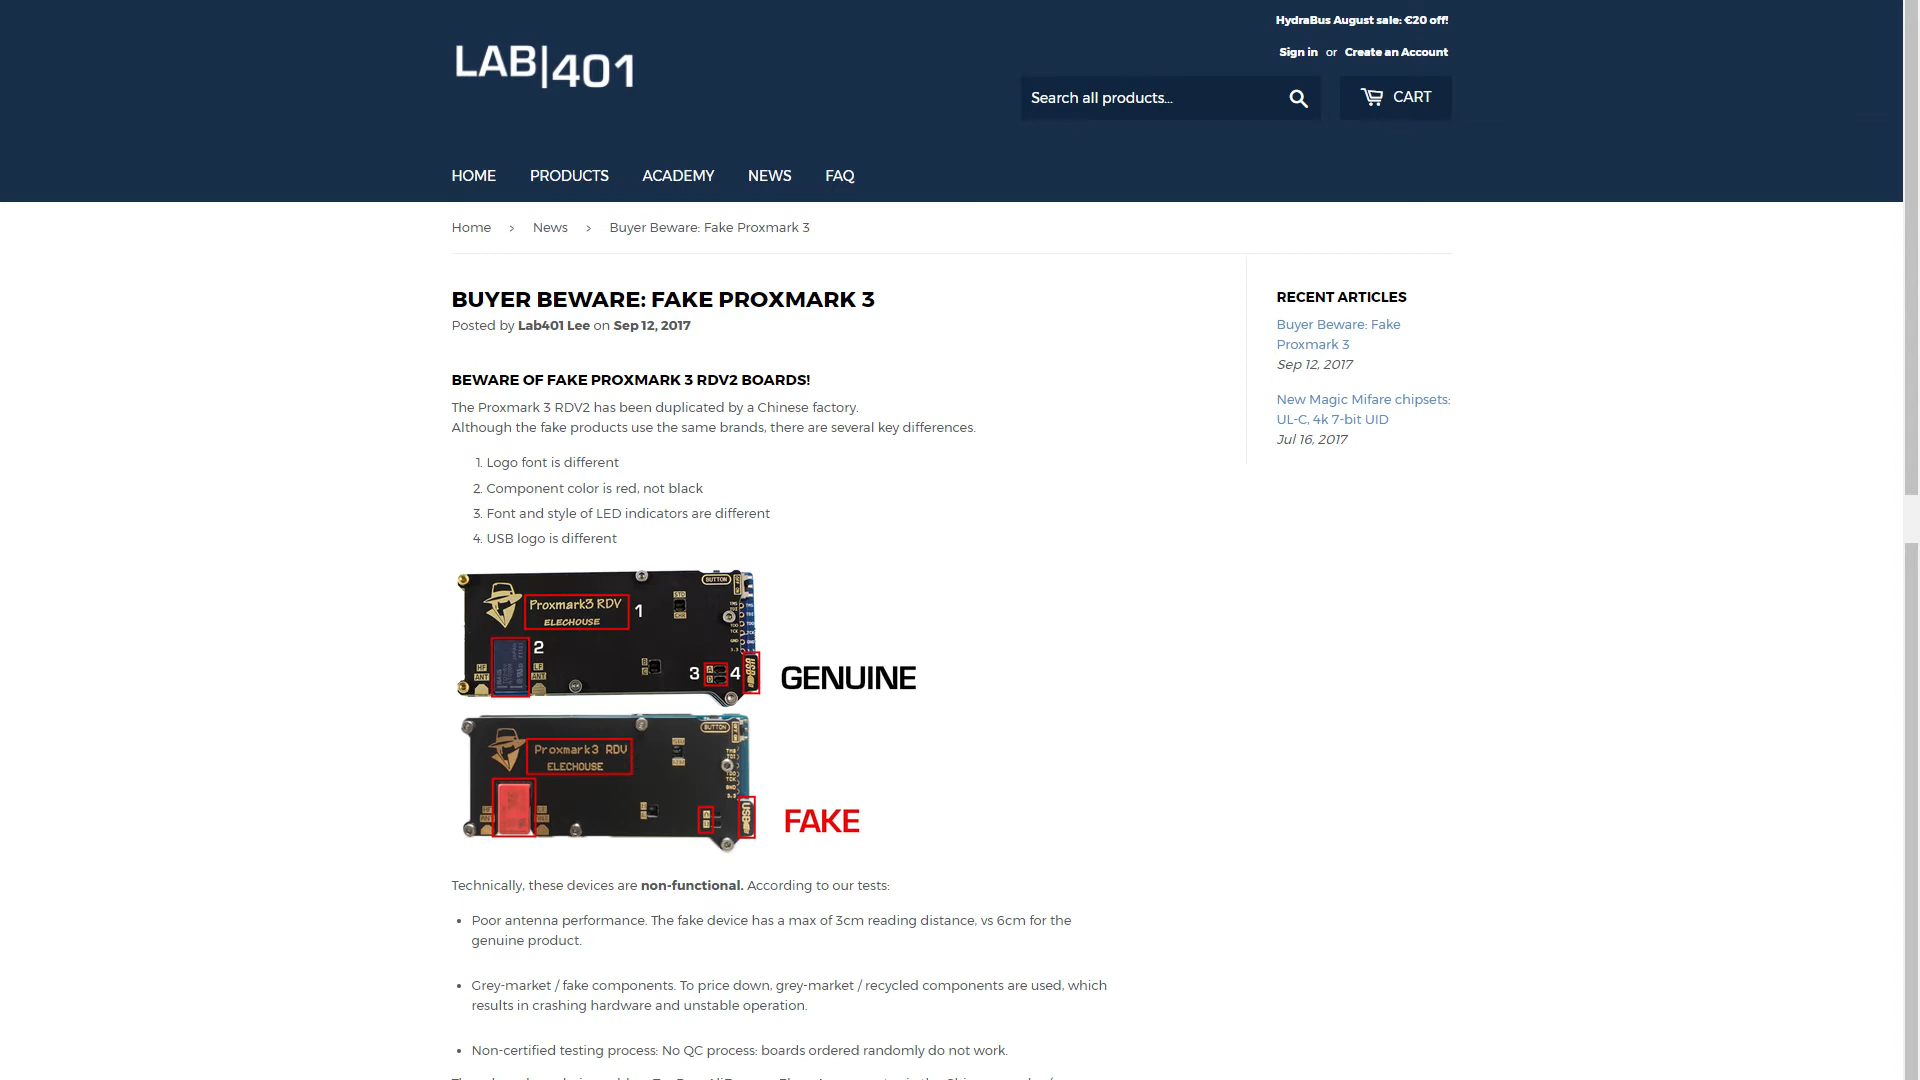 HydraBus August sale: €20 off!
LAB|401
Sign in or Create an Account
Search all products...
CART
HOME PRODUCTS ACADEMY NEWS FAQ
Home › News › Buyer Beware: Fake Proxmark 3
BUYER BEWARE: FAKE PROXMARK 3
Posted by Lab401 Lee on Sep 12, 2017
BEWARE OF FAKE PROXMARK 3 RDV2 BOARDS!
The Proxmark 3 RDV2 has been duplicated by a Chinese factory.
Although the fake products use the same brands, there are several key differences.
1. Logo font is different
2. Component color is red, not black
3. Font and style of LED indicators are different
4. USB logo is different
BUTTON
Proxmark3 RDV
ELECHOUSE
1
2
3
4
HF
ANT
LF
ANT
USB
GENUINE
BUTTON
Proxmark3 RDV
ELECHOUSE
USB
FAKE
Technically, these devices are non-functional. According to our tests:
• Poor antenna performance. The fake device has a max of 3cm reading distance, vs 6cm for the
genuine product.
• Grey-market / fake components. To price down, grey-market / recycled components are used, which
results in crashing hardware and unstable operation.
• Non-certified testing process: No QC process: boards ordered randomly do not work.
RECENT ARTICLES
Buyer Beware: Fake
Proxmark 3
Sep 12, 2017
New Magic Mifare chipsets:
UL-C, 4k 7-bit UID
Jul 16, 2017